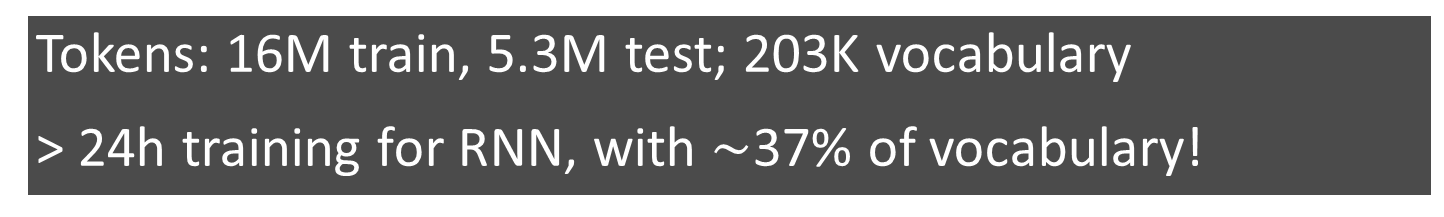 Tokens: 16M train, 5.3M test; 203K vocabulary
> 24h training for RNN, with ~37% of vocabulary!